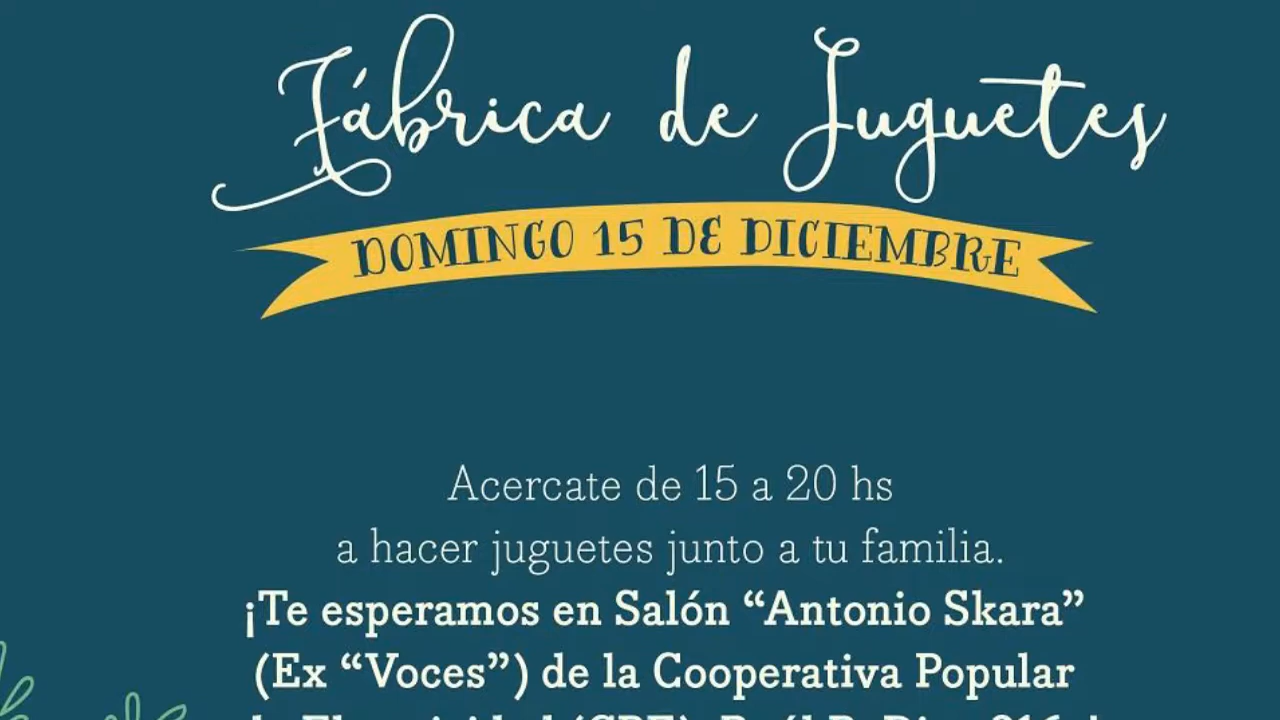 Fábrica de Juguetes
DOMINGO 15 DE DICIEMBRE
Acercate de 15 a 20 hs
a hacer juguetes junto a tu familia.
¡Te esperamos en Salón “Antonio Skara”
(Ex “Voces”) de la Cooperativa Popular